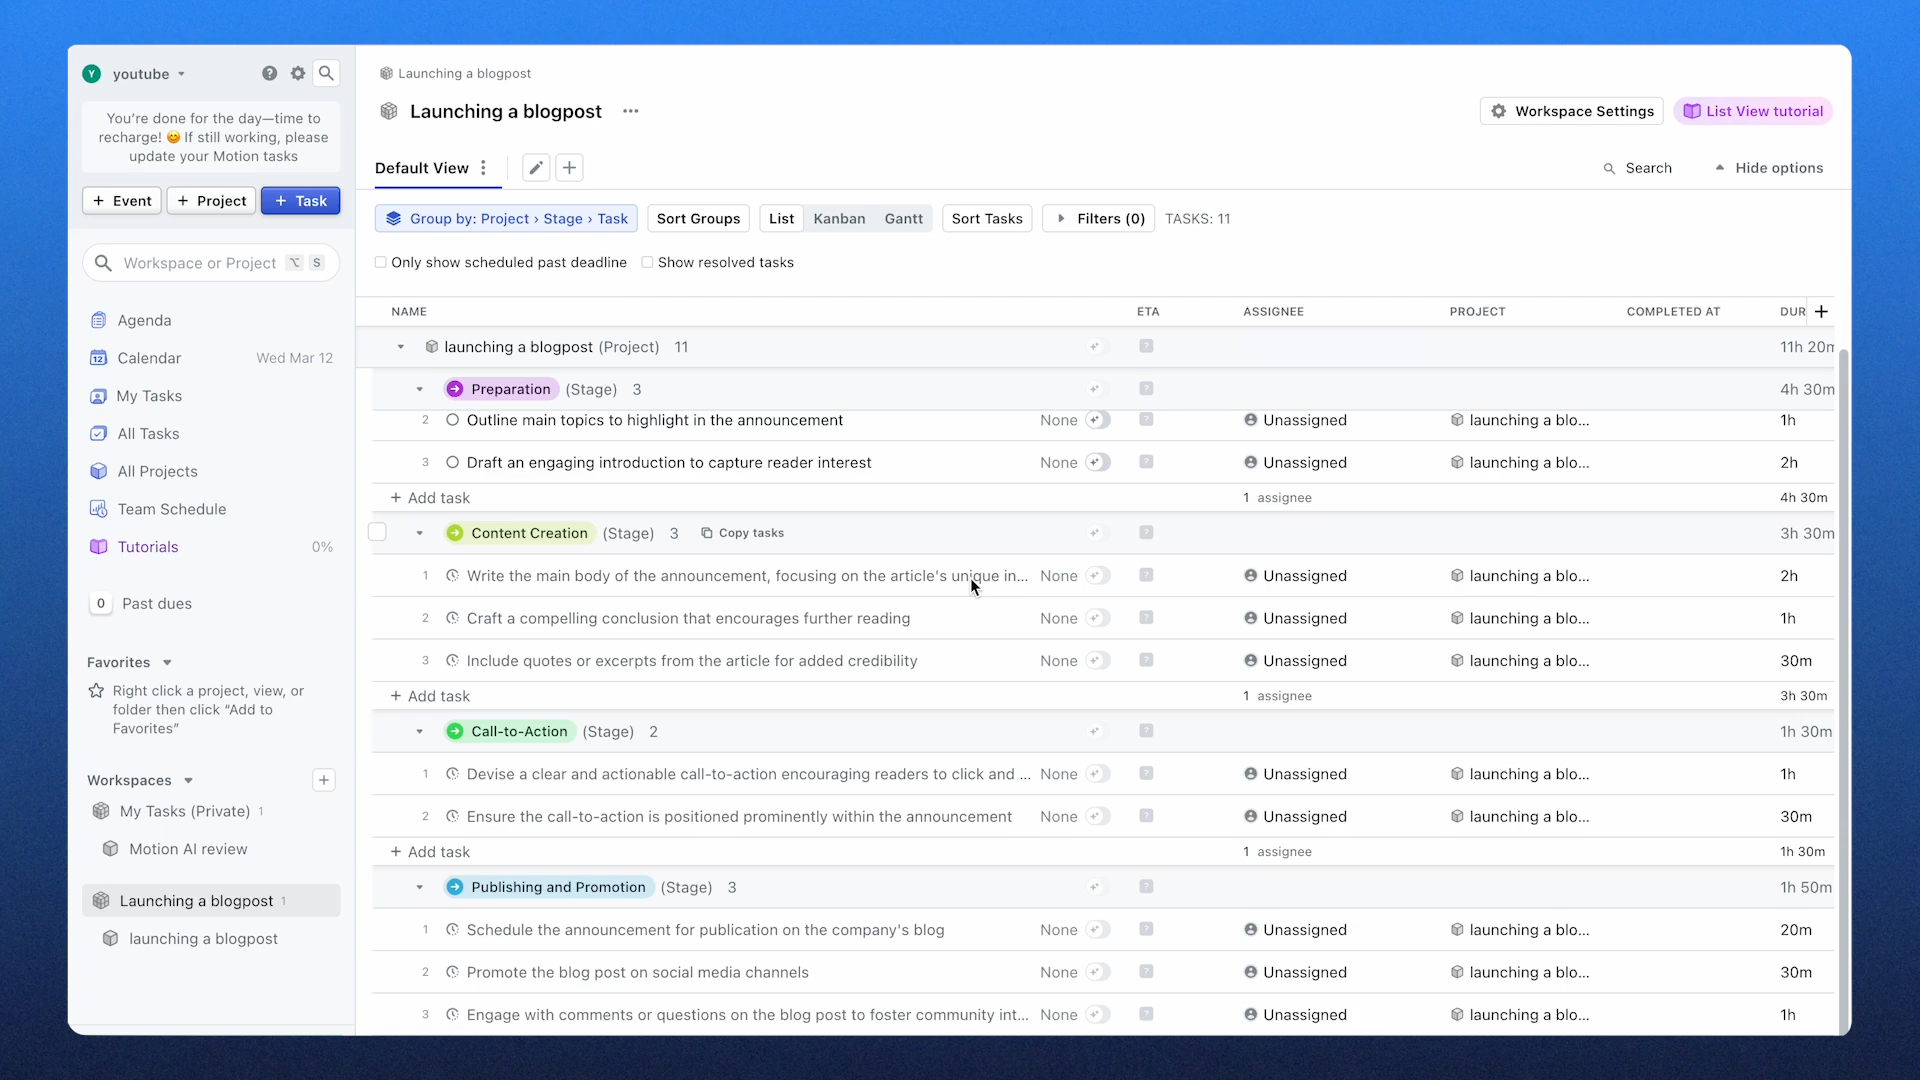 Y youtube
You're done for the day—time to
recharge! 😊 If still working, please
update your Motion tasks
+ Event + Project + Task
Workspace or Project ⌥ S
Agenda
12 Calendar Wed Mar 12
My Tasks
All Tasks
All Projects
Team Schedule
Tutorials 0%
0 Past dues
Favorites
Right click a project, view, or
folder then click “Add to
Favorites”
Workspaces +
My Tasks (Private) 1
Motion AI review
Launching a blogpost 1
launching a blogpost
Launching a blogpost
Launching a blogpost ...
Workspace Settings List View tutorial
Default View
Search Hide options
Group by: Project › Stage › Task Sort Groups List Kanban Gantt Sort Tasks Filters (0) TASKS: 11
Only show scheduled past deadline Show resolved tasks
NAME ETA ASSIGNEE PROJECT COMPLETED AT DUR +
launching a blogpost (Project) 11 ? 11h 20m
Preparation (Stage) 3 ? 4h 30m
2 Outline main topics to highlight in the announcement None ? Unassigned launching a blo... 1h
3 Draft an engaging introduction to capture reader interest None ? Unassigned launching a blo... 2h
+ Add task 1 assignee 4h 30m
Content Creation (Stage) 3 Copy tasks ? 3h 30m
1 Write the main body of the announcement, focusing on the article's unique in... None ? Unassigned launching a blo... 2h
2 Craft a compelling conclusion that encourages further reading None ? Unassigned launching a blo... 1h
3 Include quotes or excerpts from the article for added credibility None ? Unassigned launching a blo... 30m
+ Add task 1 assignee 3h 30m
Call-to-Action (Stage) 2 ? 1h 30m
1 Devise a clear and actionable call-to-action encouraging readers to click and ... None ? Unassigned launching a blo... 1h
2 Ensure the call-to-action is positioned prominently within the announcement None ? Unassigned launching a blo... 30m
+ Add task 1 assignee 1h 30m
Publishing and Promotion (Stage) 3 ? 1h 50m
1 Schedule the announcement for publication on the company's blog None ? Unassigned launching a blo... 20m
2 Promote the blog post on social media channels None ? Unassigned launching a blo... 30m
3 Engage with comments or questions on the blog post to foster community int... None ? Unassigned launching a blo... 1h